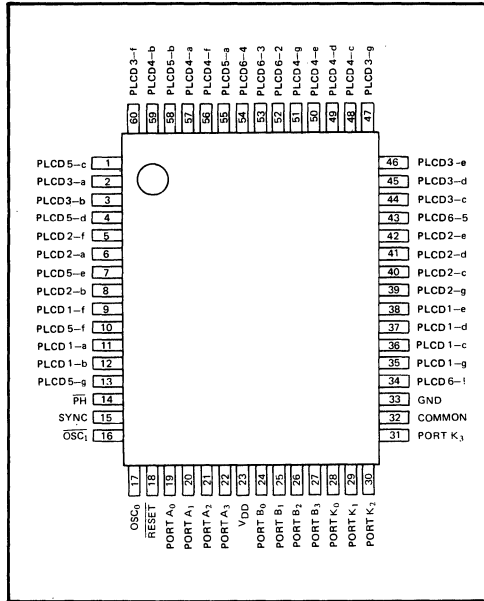 PLCD3-f
PLCD4-b
PLCD5-b
PLCD4-a
PLCD4-f
PLCD5-a
PLCD6-4
PLCD6-3
PLCD6-2
PLCD4-g
PLCD4-e
PLCD4-d
PLCD4-c
PLCD3-g
60 59 58 57 56 55 54 53 52 51 50 49 48 47
PLCD5-c 1
PLCD3-a 2
PLCD3-b 3
PLCD5-d 4
PLCD2-f 5
PLCD2-a 6
PLCD5-e 7
PLCD2-b 8
PLCD1-f 9
PLCD5-f 10
PLCD1-a 11
PLCD1-b 12
PLCD5-g 13
P̅H̅ 14
SYNC 15
O̅S̅C̅₁ 16
46 PLCD3-e
45 PLCD3-d
44 PLCD3-c
43 PLCD6-5
42 PLCD2-e
41 PLCD2-d
40 PLCD2-c
39 PLCD2-g
38 PLCD1-e
37 PLCD1-d
36 PLCD1-c
35 PLCD1-g
34 PLCD6-!
33 GND
32 COMMON
31 PORT K₃
17 18 19 20 21 22 23 24 25 26 27 28 29 30
OSC₀
R̅E̅S̅E̅T̅
PORT A₀
PORT A₁
PORT A₂
PORT A₃
VDD
PORT B₀
PORT B₁
PORT B₂
PORT B₃
PORT K₀
PORT K₁
PORT K₂